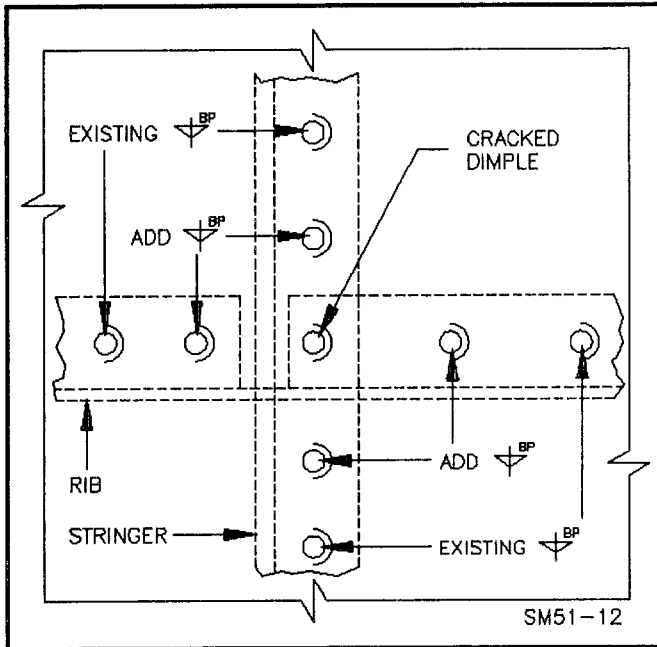 EXISTING BP
CRACKED
DIMPLE
ADD BP
RIB
ADD BP
STRINGER
EXISTING BP
SM51-12